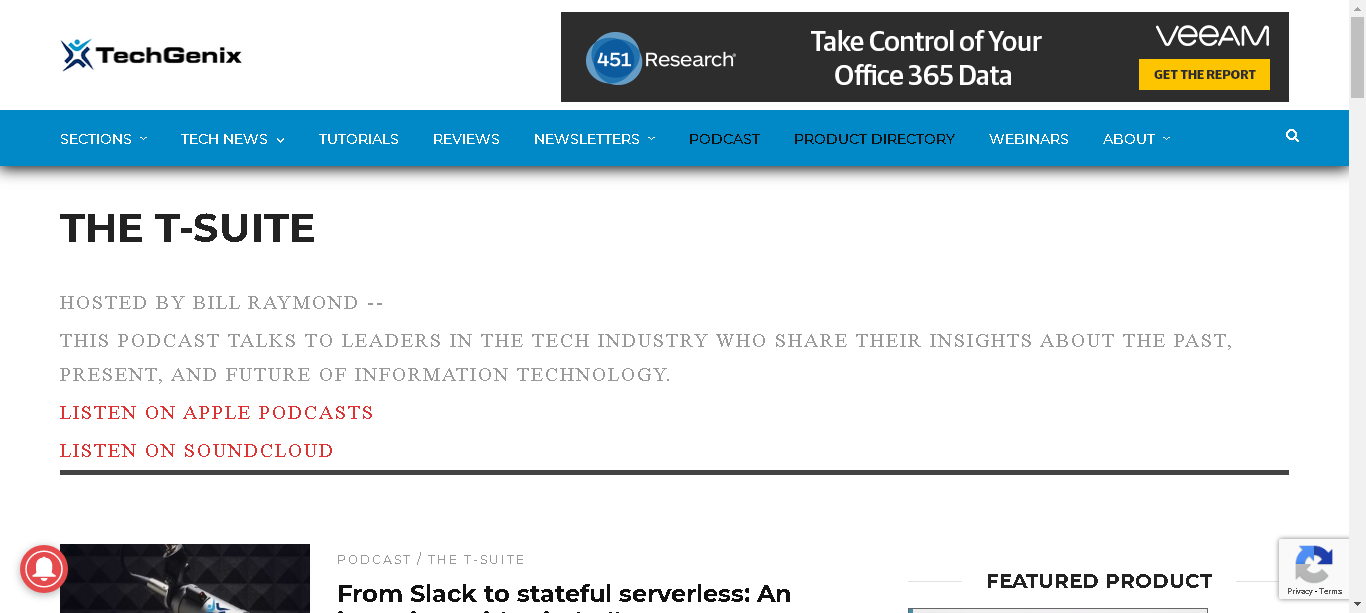 TechGenix
451 Research
Take Control of Your
Office 365 Data
veeAM
GET THE REPORT
SECTIONS TECH NEWS TUTORIALS REVIEWS NEWSLETTERS PODCAST PRODUCT DIRECTORY WEBINARS ABOUT
THE T-SUITE
HOSTED BY BILL RAYMOND --
THIS PODCAST TALKS TO LEADERS IN THE TECH INDUSTRY WHO SHARE THEIR INSIGHTS ABOUT THE PAST,
PRESENT, AND FUTURE OF INFORMATION TECHNOLOGY.
LISTEN ON APPLE PODCASTS
LISTEN ON SOUNDCLOUD
PODCAST / THE T-SUITE
From Slack to stateful serverless: An
FEATURED PRODUCT
Privacy - Terms